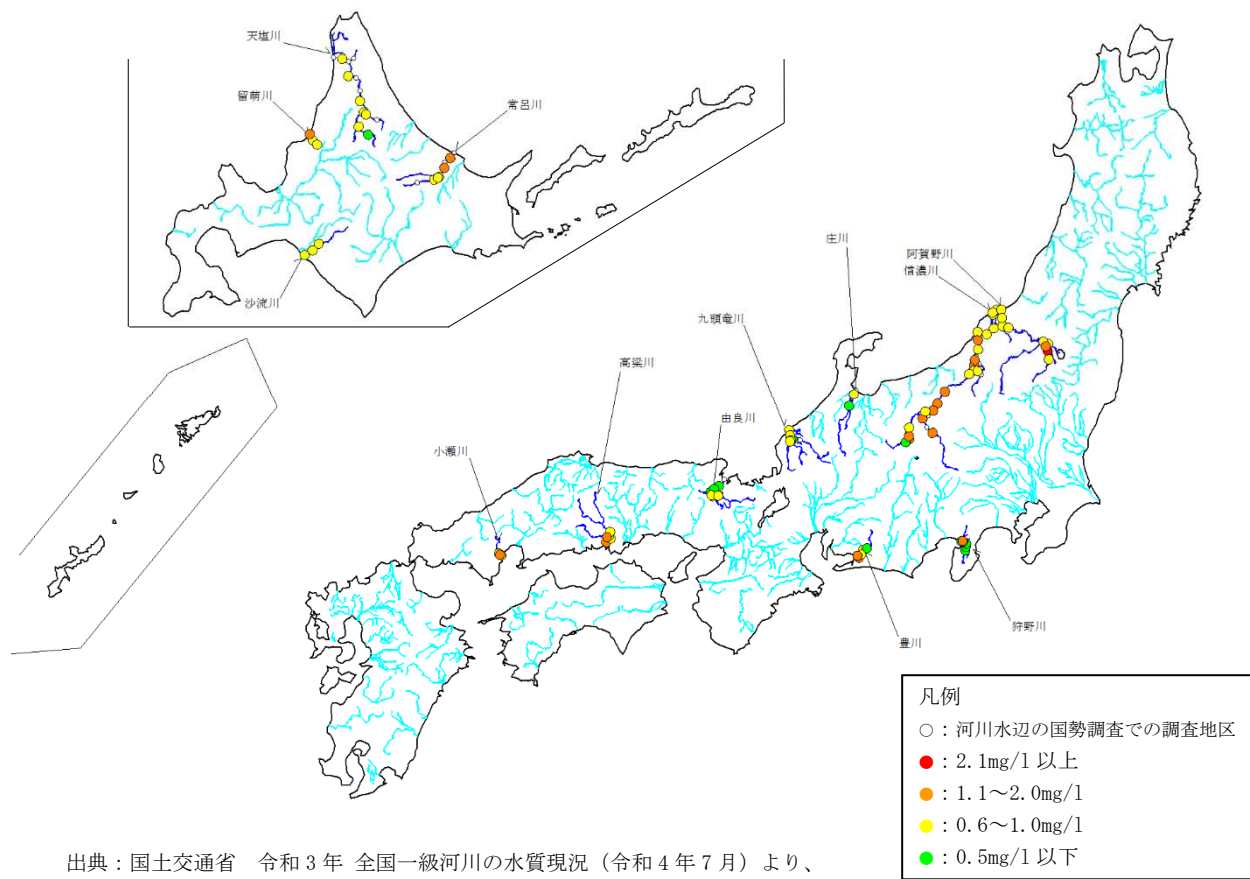 天塩川
留萌川
常呂川
沙流川
庄川
阿賀野川
信濃川
九頭竜川
高梁川
由良川
小瀬川
狩野川
豊川
凡例
○：河川水辺の国勢調査での調査地区
●：2.1mg/l 以上
●：1.1～2.0mg/l
●：0.6～1.0mg/l
●：0.5mg/l 以下
出典：国土交通省　令和３年 全国一級河川の水質現況（令和４年７月）より、